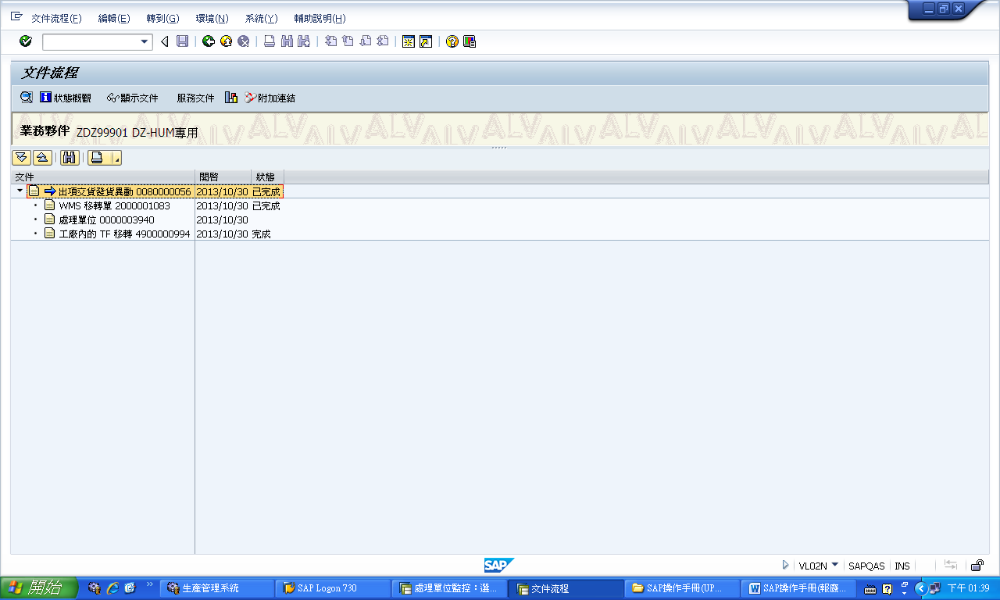 文件流程(F) 編輯(E) 轉到(G) 環境(N) 系統(Y) 輔助說明(H)
文件流程
狀態概觀 顯示文件 服務文件 附加連結
業務夥伴 ZDZ99901 DZ-HUM專用
文件 開啓 狀態
出項交貨發貨異動 0080000056 2013/10/30 已完成
WMS 移轉單 2000001083 2013/10/30 已完成
處理單位 0000003940 2013/10/30
工廠內的 TF 移轉 4900000994 2013/10/30 完成
SAP VL02N SAPQAS INS
開始 生產管理系統 SAP Logon 730 處理單位監控：選... 文件流程 SAP操作手冊(UP... SAP操作手冊(報廢... 下午 01:39